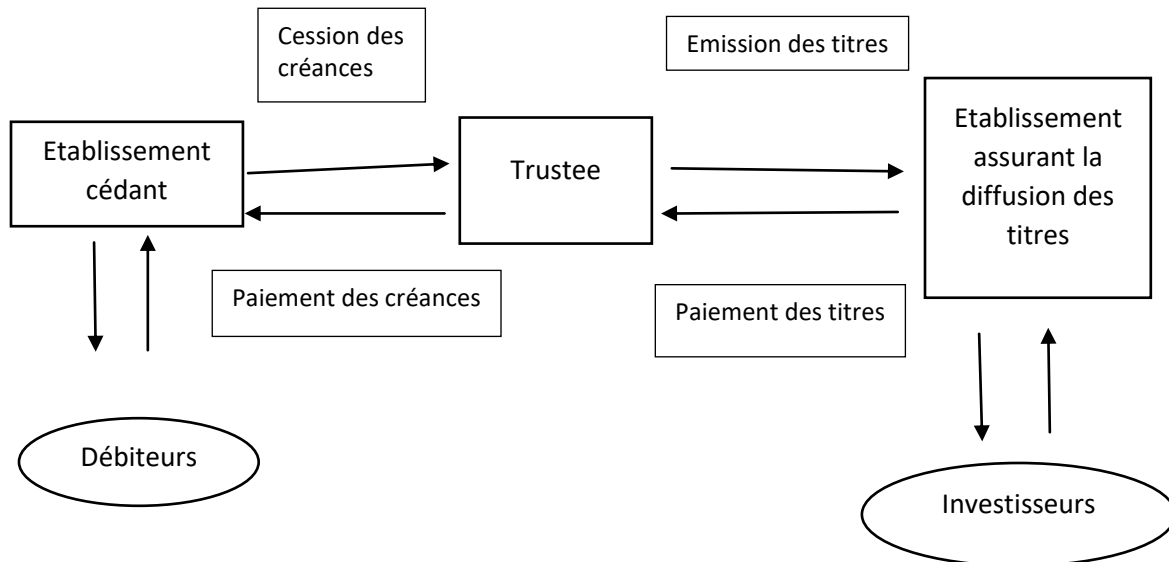 Cession des
créances
Emission des titres
Etablissement
cédant
Trustee
Etablissement
assurant la
diffusion des
titres
Paiement des créances
Paiement des titres
Débiteurs
Investisseurs